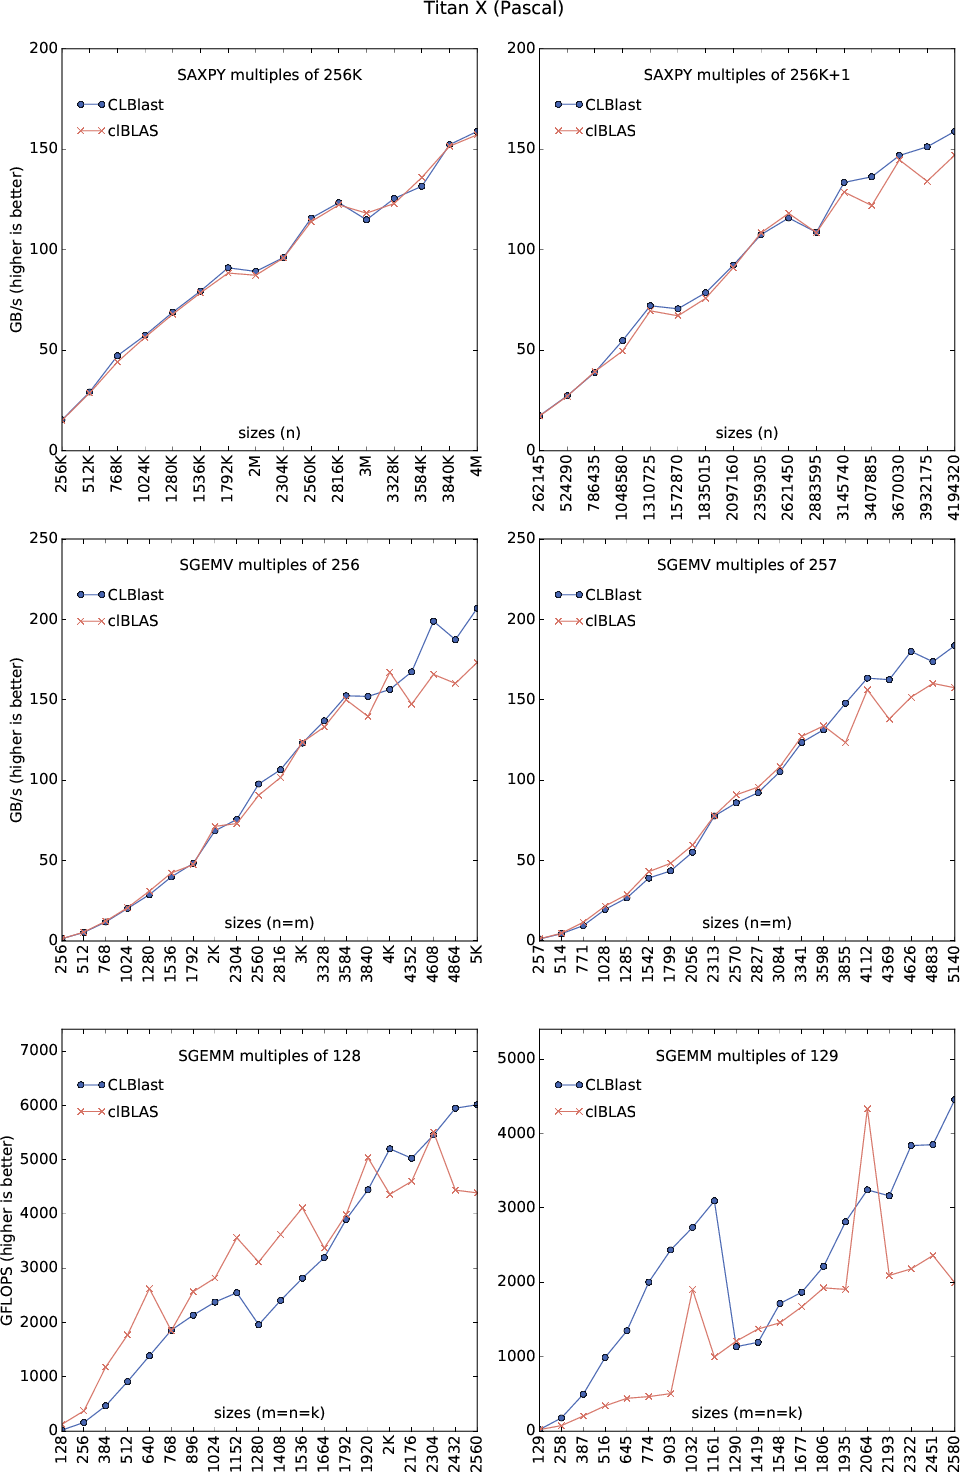 Titan X (Pascal)
SAXPY multiples of 256K
CLBlast
clBLAS
GB/s (higher is better)
200
150
100
50
0
sizes (n)
256K 512K 768K 1024K 1280K 1536K 1792K 2M 2304K 2560K 2816K 3M 3328K 3584K 3840K 4M
SAXPY multiples of 256K+1
CLBlast
clBLAS
200
150
100
50
0
sizes (n)
262145 524290 786435 1048580 1310725 1572870 1835015 2097160 2359305 2621450 2883595 3145740 3407885 3670030 3932175 4194320
SGEMV multiples of 256
CLBlast
clBLAS
GB/s (higher is better)
250
200
150
100
50
0
sizes (n=m)
256 512 768 1024 1280 1536 1792 2K 2304 2560 2816 3K 3328 3584 3840 4K 4352 4608 4864 5K
SGEMV multiples of 257
CLBlast
clBLAS
250
200
150
100
50
0
sizes (n=m)
257 514 771 1028 1285 1542 1799 2056 2313 2570 2827 3084 3341 3598 3855 4112 4369 4626 4883 5140
SGEMM multiples of 128
CLBlast
clBLAS
GFLOPS (higher is better)
7000
6000
5000
4000
3000
2000
1000
0
sizes (m=n=k)
128 256 384 512 640 768 896 1024 1152 1280 1408 1536 1664 1792 1920 2K 2176 2304 2432 2560
SGEMM multiples of 129
CLBlast
clBLAS
5000
4000
3000
2000
1000
0
sizes (m=n=k)
129 258 387 516 645 774 903 1032 1161 1290 1419 1548 1677 1806 1935 2064 2193 2322 2451 2580